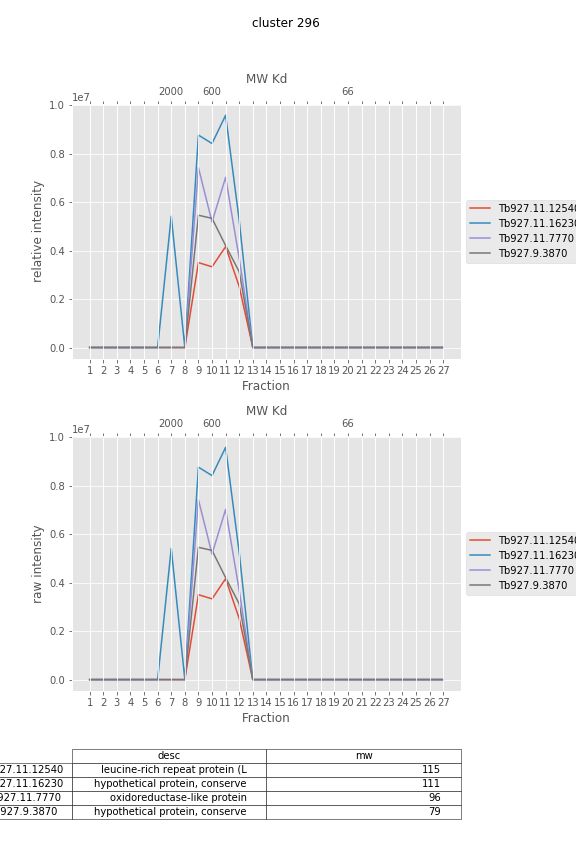 cluster 296
MW Kd
2000 600 66
1e7
1.0
0.8
0.6
0.4
0.2
0.0
relative intensity
1 2 3 4 5 6 7 8 9 10 11 12 13 14 15 16 17 18 19 20 21 22 23 24 25 26 27
Fraction
Tb927.11.12540
Tb927.11.16230
Tb927.11.7770
Tb927.9.3870
MW Kd
2000 600 66
1e7
1.0
0.8
0.6
0.4
0.2
0.0
raw intensity
1 2 3 4 5 6 7 8 9 10 11 12 13 14 15 16 17 18 19 20 21 22 23 24 25 26 27
Fraction
Tb927.11.12540
Tb927.11.16230
Tb927.11.7770
Tb927.9.3870
desc mw
27.11.12540 leucine-rich repeat protein (L 115
27.11.16230 hypothetical protein, conserve 111
927.11.7770 oxidoreductase-like protein 96
927.9.3870 hypothetical protein, conserve 79